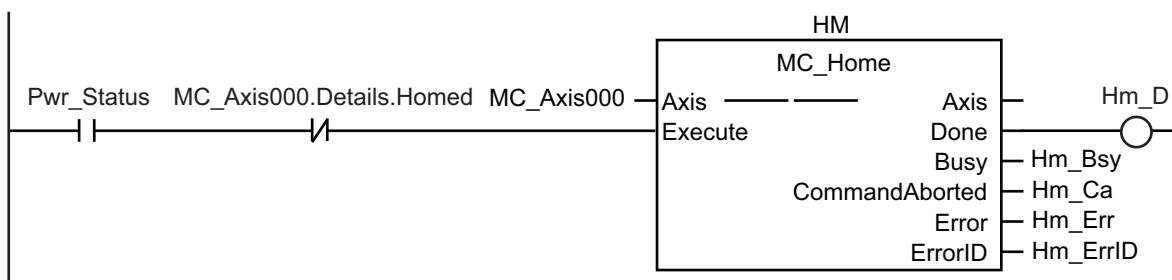 HM
MC_Home
Pwr_Status MC_Axis000.Details.Homed MC_Axis000 Axis Axis Hm_D
Execute Done
Busy Hm_Bsy
CommandAborted Hm_Ca
Error Hm_Err
ErrorID Hm_ErrID